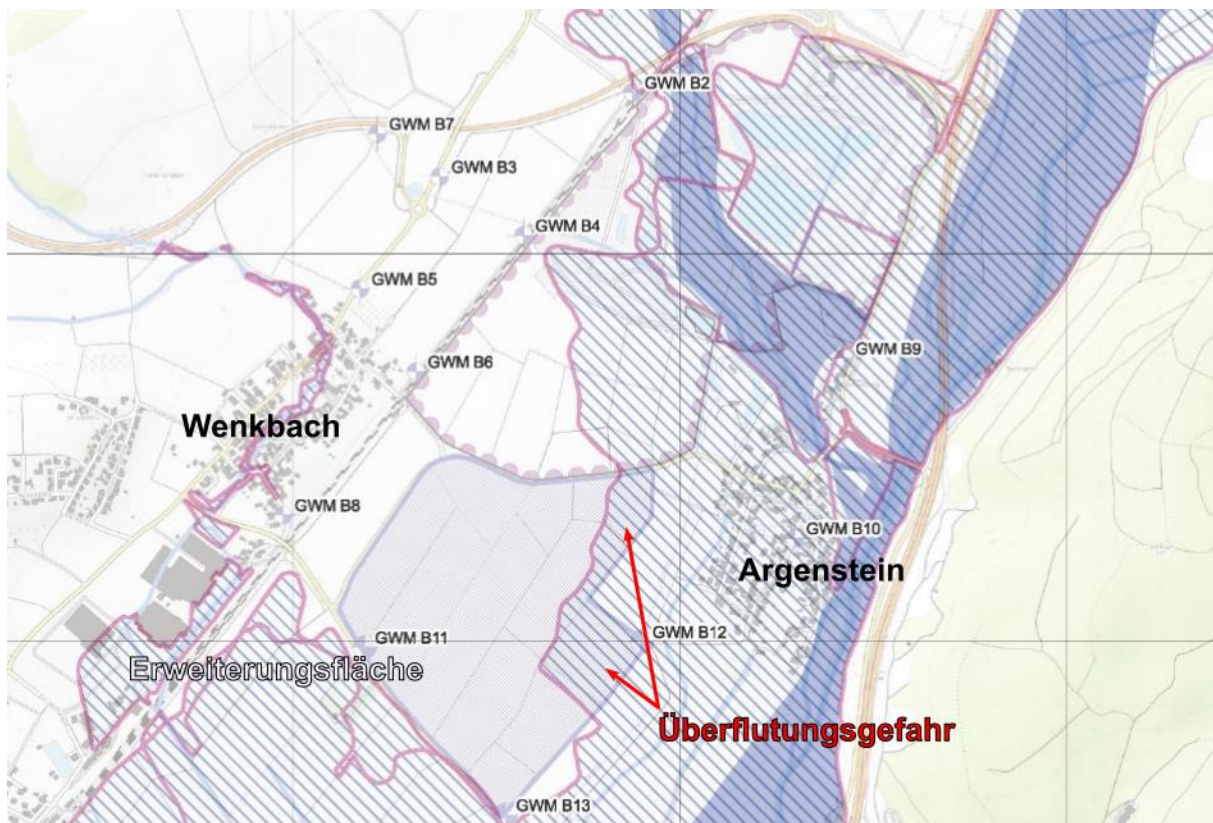 GWM B2
GWM B7
GWM B3
GWM B4
GWM B5
GWM B9
GWM B6
Wenkbach
GWM B8
GWM B10
Argenstein
GWM B12
GWM B11
Erweiterungsfläche
Überflutungsgefahr
GWM B13